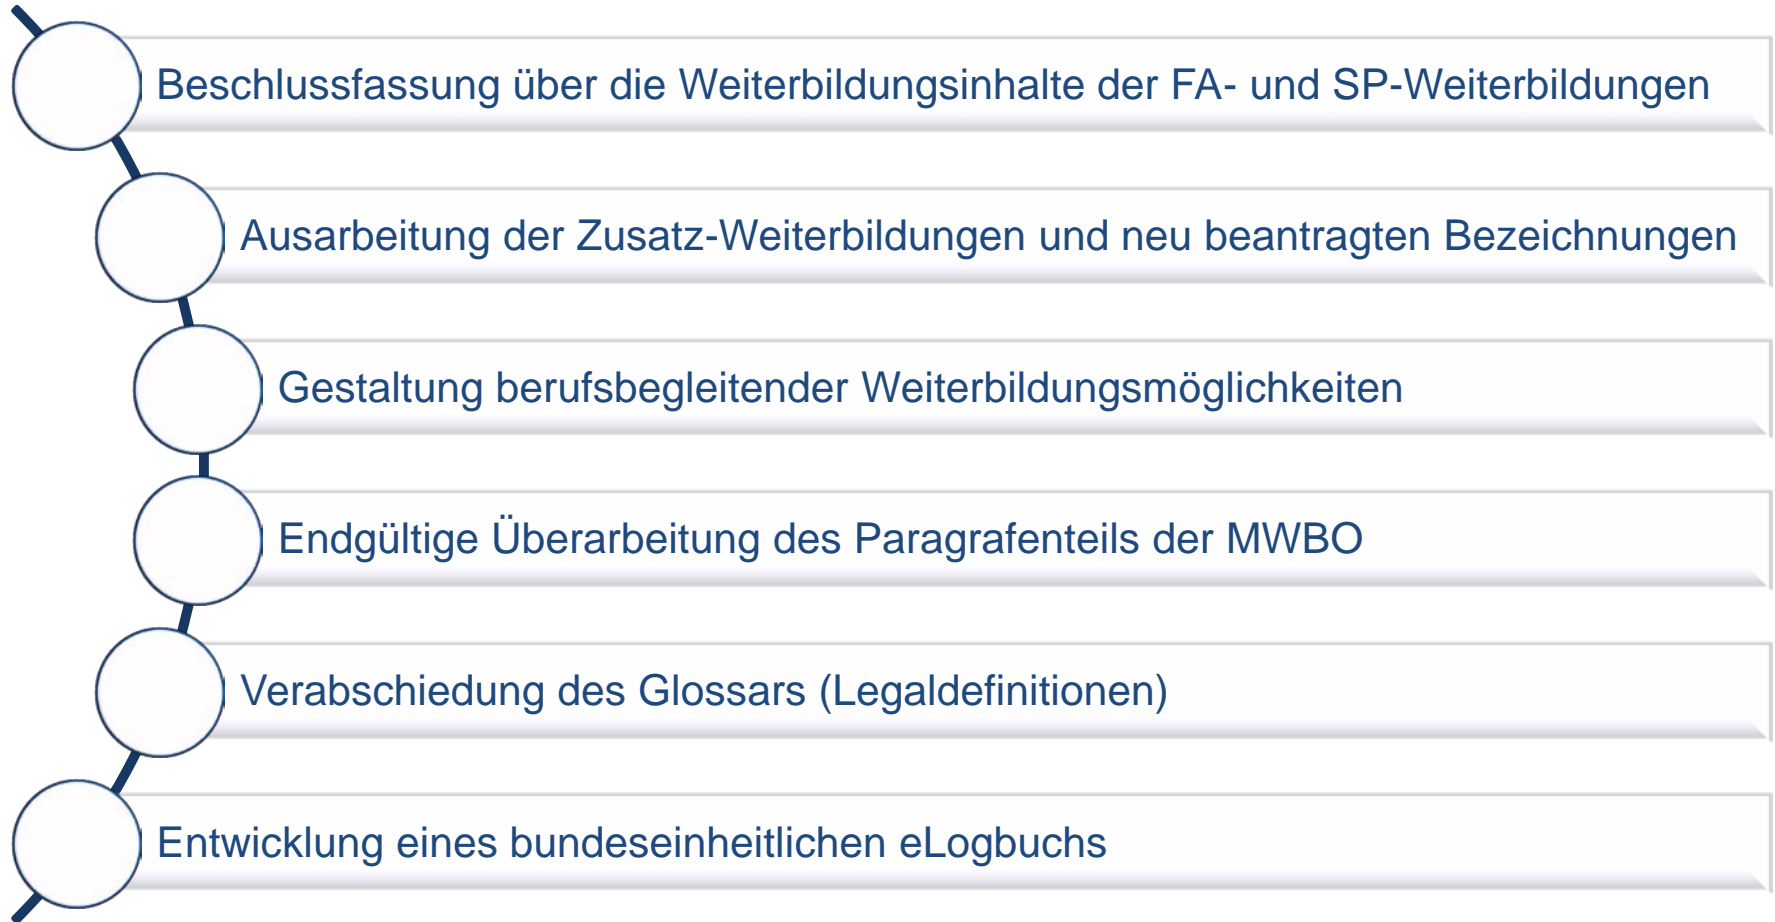 Beschlussfassung über die Weiterbildungsinhalte der FA- und SP-Weiterbildungen
Ausarbeitung der Zusatz-Weiterbildungen und neu beantragten Bezeichnungen
Gestaltung berufsbegleitender Weiterbildungsmöglichkeiten
Endgültige Überarbeitung des Paragrafenteils der MWBO
Verabschiedung des Glossars (Legaldefinitionen)
Entwicklung eines bundeseinheitlichen eLogbuchs